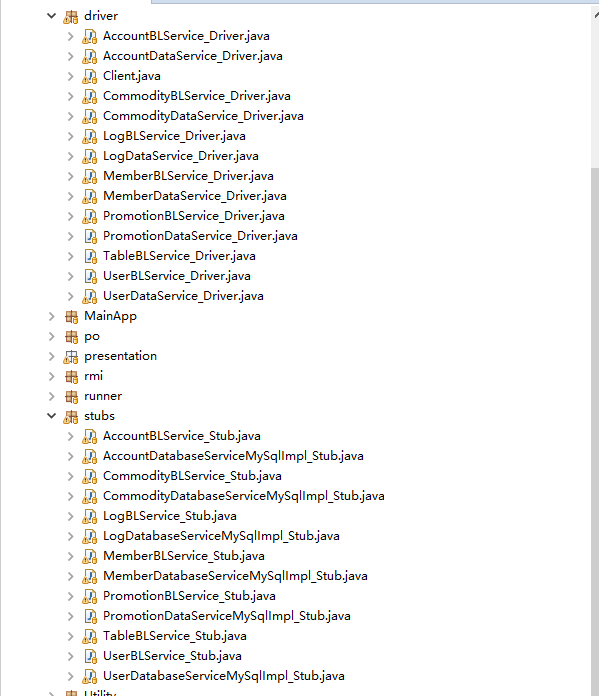 driver
AccountBLService_Driver.java
AccountDataService_Driver.java
Client.java
CommodityBLService_Driver.java
CommodityDataService_Driver.java
LogBLService_Driver.java
LogDataService_Driver.java
MemberBLService_Driver.java
MemberDataService_Driver.java
PromotionBLService_Driver.java
PromotionDataService_Driver.java
TableBLService_Driver.java
UserBLService_Driver.java
UserDataService_Driver.java
MainApp
po
presentation
rmi
runner
stubs
AccountBLService_Stub.java
AccountDatabaseServiceMySqlImpl_Stub.java
CommodityBLService_Stub.java
CommodityDatabaseServiceMySqlImpl_Stub.java
LogBLService_Stub.java
LogDatabaseServiceMySqlImpl_Stub.java
MemberBLService_Stub.java
MemberDatabaseServiceMySqlImpl_Stub.java
PromotionBLService_Stub.java
PromotionDataServiceMySqlImpl_Stub.java
TableBLService_Stub.java
UserBLService_Stub.java
UserDatabaseServiceMySqlImpl_Stub.java
Utility